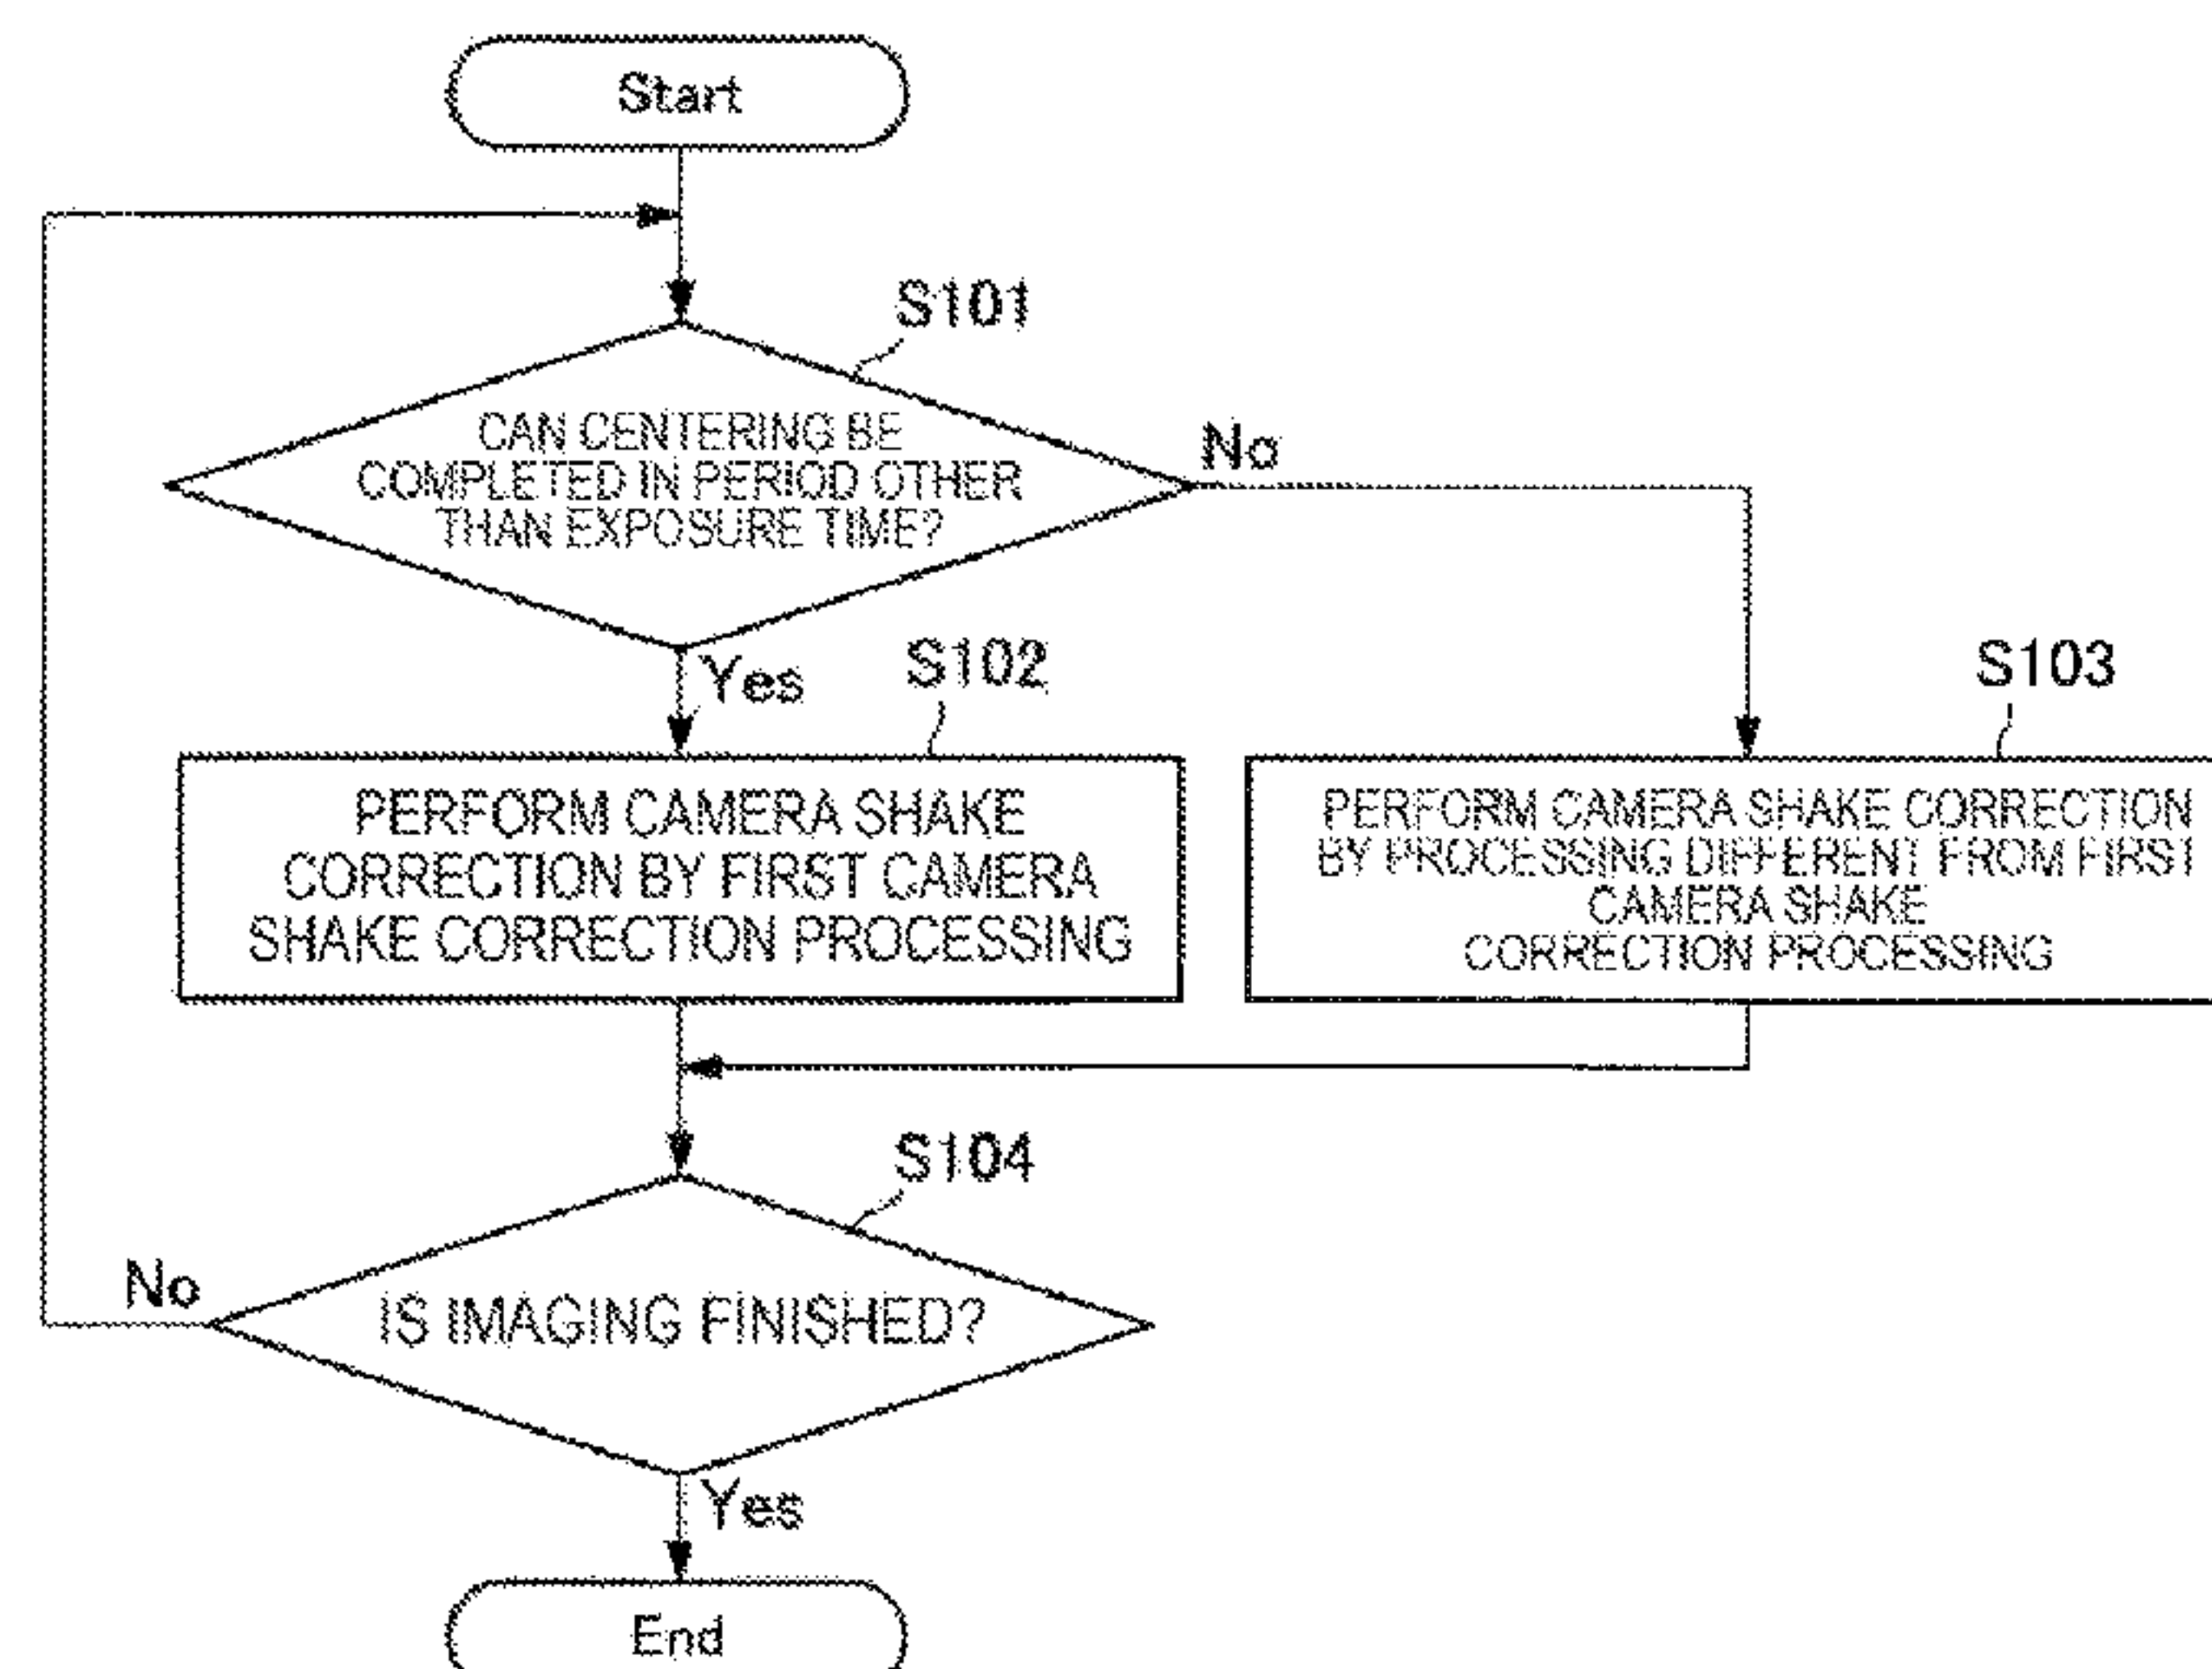 Start
S101
CAN CENTERING BE
COMPLETED IN PERIOD OTHER
THAN EXPOSURE TIME?
No
Yes
S102
S103
PERFORM CAMERA SHAKE
CORRECTION BY FIRST CAMERA
SHAKE CORRECTION PROCESSING
PERFORM CAMERA SHAKE CORRECTION
BY PROCESSING DIFFERENT FROM FIRST
CAMERA SHAKE
CORRECTION PROCESSING
S104
No
IS IMAGING FINISHED?
Yes
End